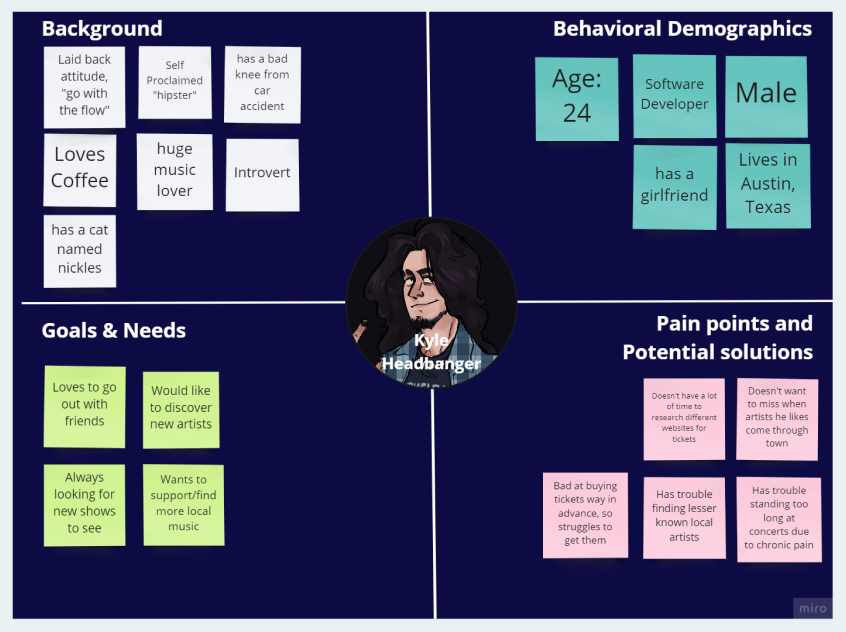 Background
Laid back
attitude,
"go with
the flow"
Self
Proclaimed
"hipster"
has a bad
knee from
car
accident
Loves
Coffee
huge
music
lover
Introvert
has a cat
named
nickles
Behavioral Demographics
Age:
24
Software
Developer
Male
has a
girlfriend
Lives in
Austin,
Texas
Kyle
Headbanger
Goals & Needs
Loves to go
out with
friends
Would like
to discover
new artists
Always
looking for
new shows
to see
Wants to
support/find
more local
music
Pain points and
Potential solutions
Doesn't have a lot
of time to
research different
websites for
tickets
Doesn't want
to miss when
artists he likes
come through
town
Bad at buying
tickets way in
advance, so
struggles to
get them
Has trouble
finding lesser
known local
artists
Has trouble
standing too
long at
concerts due
to chronic pain
miro